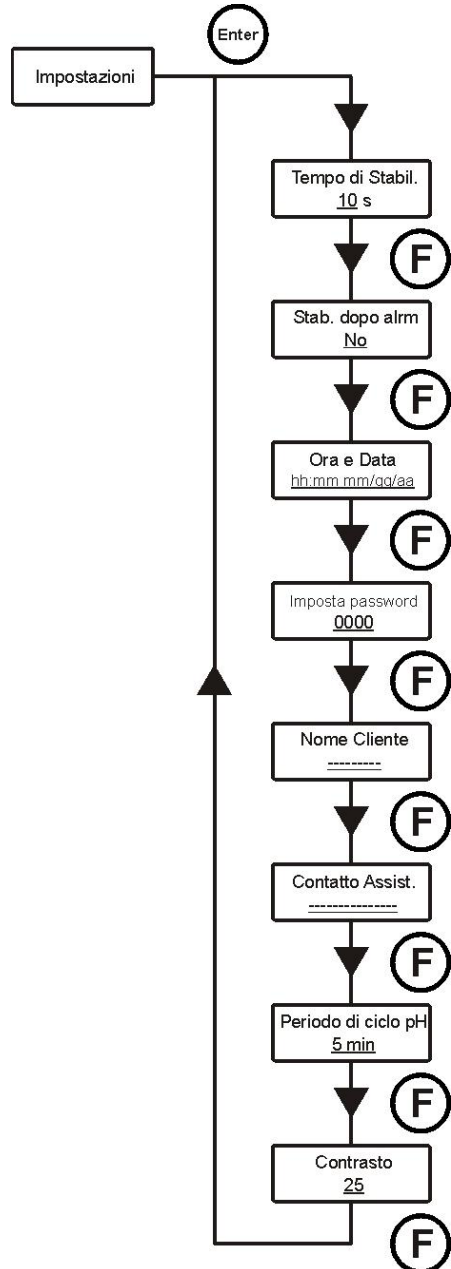 Enter
Impostazioni
Tempo di Stabil.
10 s
F
Stab. dopo alrm
No
F
Ora e Data
hh:mm mm/gg/aa
F
Imposta password
0000
F
Nome Cliente
---------
F
Contatto Assist.
---------------
F
Periodo di ciclo pH
5 min
F
Contrasto
25
F